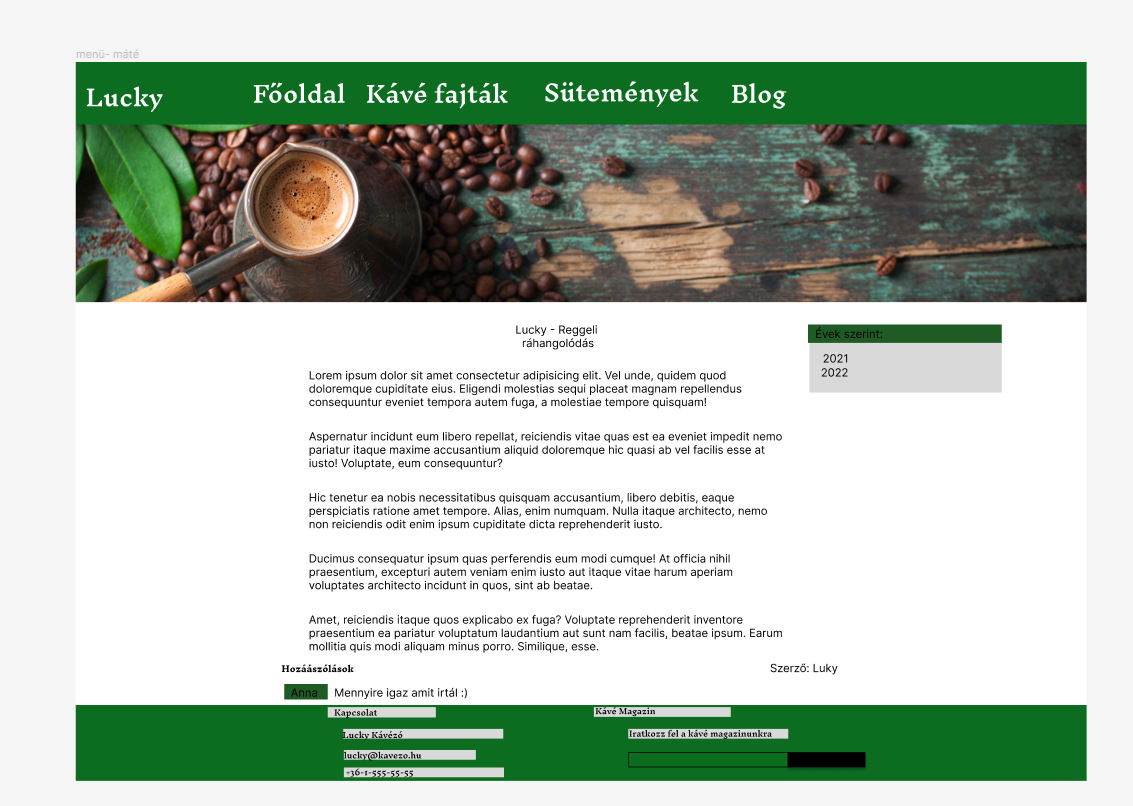 menü- máté
Lucky
Főoldal
Kávé fajták
Sütemények
Blog
Lucky - Reggeli
ráhangolódás
Évek szerint:
2021
2022
Lorem ipsum dolor sit amet consectetur adipisicing elit. Vel unde, quidem quod
doloremque cupiditate eius. Eligendi molestias sequi placeat magnam repellendus
consequuntur eveniet tempora autem fuga, a molestiae tempore quisquam!
Aspernatur incidunt eum libero repellat, reiciendis vitae quas est ea eveniet impedit nemo
pariatur itaque maxime accusantium aliquid doloremque hic quasi ab vel facilis esse at
iusto! Voluptate, eum consequuntur?
Hic tenetur ea nobis necessitatibus quisquam accusantium, libero debitis, eaque
perspiciatis ratione amet tempore. Alias, enim numquam. Nulla itaque architecto, nemo
non reiciendis odit enim ipsum cupiditate dicta reprehenderit iusto.
Ducimus consequatur ipsum quas perferendis eum modi cumque! At officia nihil
praesentium, excepturi autem veniam enim iusto aut itaque vitae harum aperiam
voluptates architecto incidunt in quos, sint ab beatae.
Amet, reiciendis itaque quos explicabo ex fuga? Voluptate reprehenderit inventore
praesentium ea pariatur voluptatum laudantium aut sunt nam facilis, beatae ipsum. Earum
mollitia quis modi aliquam minus porro. Similique, esse.
Hozáászólások
Szerző: Luky
Anna
Mennyire igaz amit irtál :)
Kapcsolat
Lucky Kávézó
lucky@kavezo.hu
+36-1-555-55-55
Kávé Magazin
Iratkozz fel a kávé magazinunkra